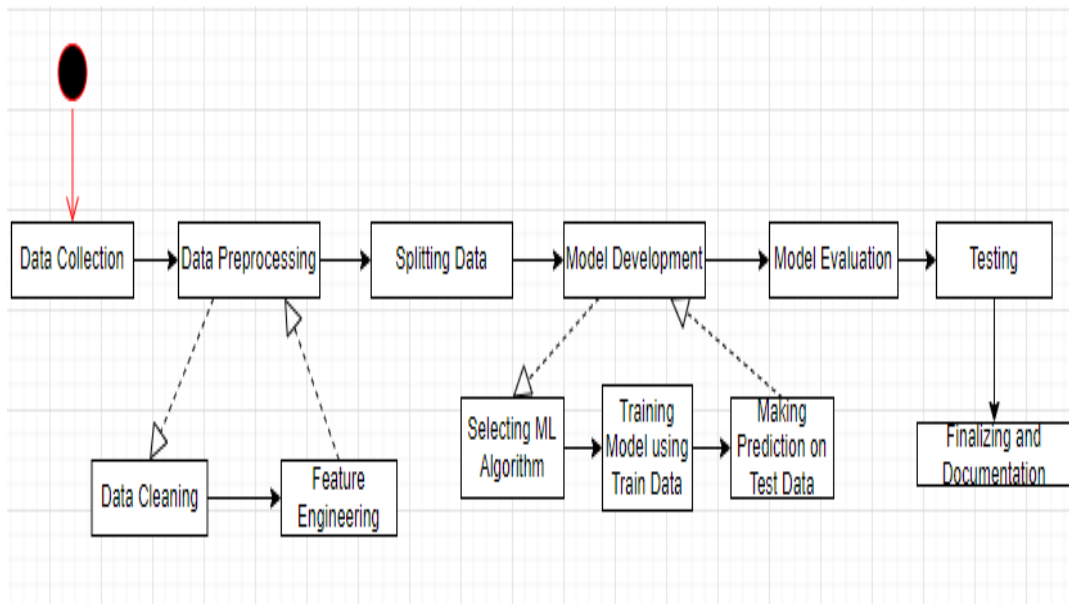 Data Collection
Data Preprocessing
Splitting Data
Model Development
Model Evaluation
Testing
Data Cleaning
Feature
Engineering
Selecting ML
Algorithm
Training
Model using
Train Data
Making
Prediction on
Test Data
Finalizing and
Documentation